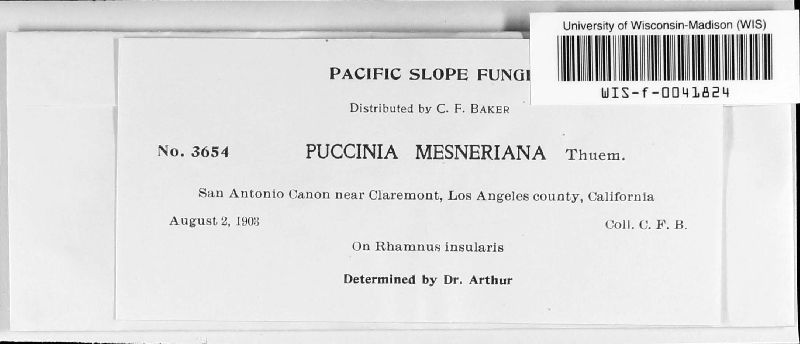 University of Wisconsin-Madison (WIS)
WIS-f-0041824
PACIFIC SLOPE FUNGI
Distributed by C. F. BAKER
No. 3654 PUCCINIA MESNERIANA Thuem.
San Antonio Canon near Claremont, Los Angeles county, California
August 2, 1903 Coll. C. F. B.
On Rhamnus insularis
Determined by Dr. Arthur